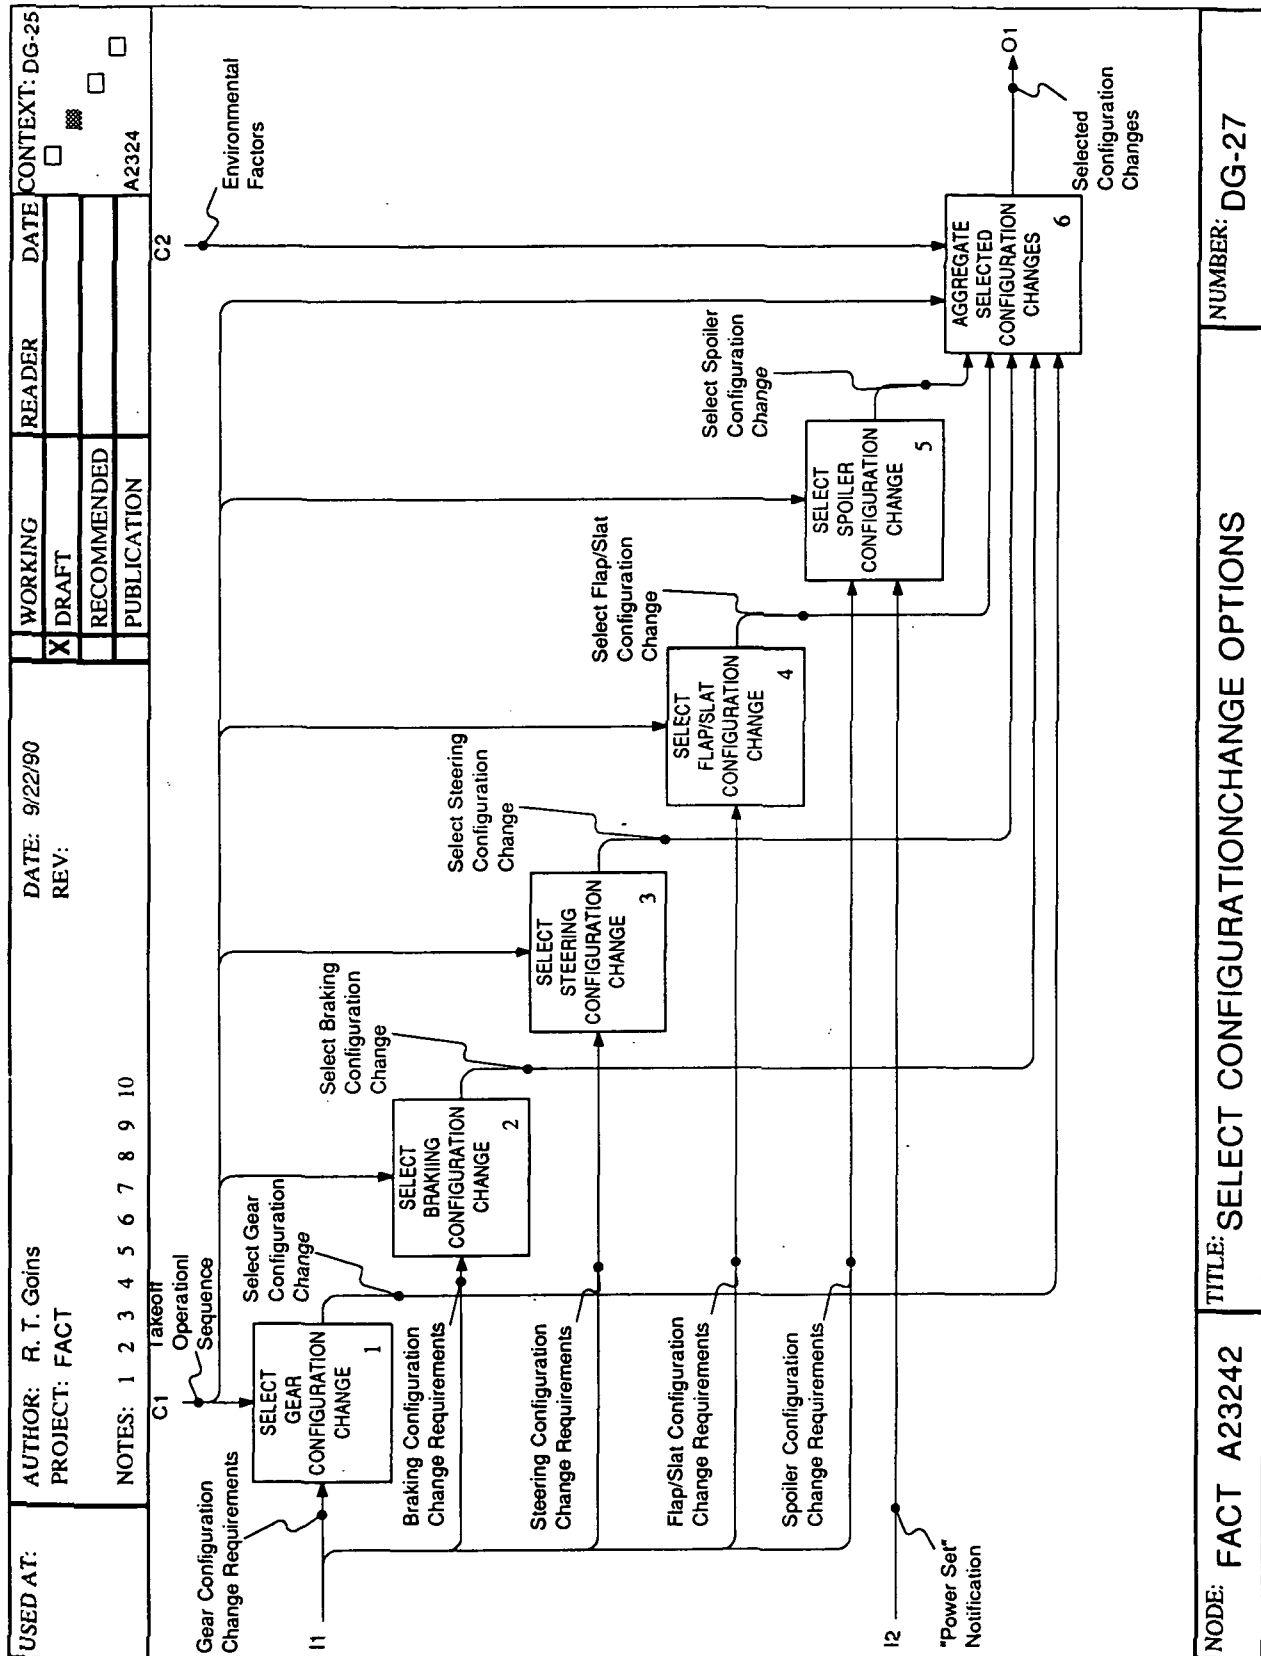 USED AT:
AUTHOR: R. T. Goins
PROJECT: FACT
NOTES: 1 2 3 4 5 6 7 8 9 10
DATE: 9/22/90
REV:
WORKING
X DRAFT
RECOMMENDED
PUBLICATION
READER
DATE
CONTEXT: DG-25
A2324
C1
Takeoff
Operationl
Sequence
C2
Environmental
Factors
Gear Configuration
Change Requirements
I1
SELECT
GEAR
CONFIGURATION
CHANGE
1
Select Gear
Configuration
Change
Braking Configuration
Change Requirements
SELECT
BRAKIING
CONFIGURATION
CHANGE
2
Select Braking
Configuration
Change
Steering Configuration
Change Requirements
SELECT
STEERING
CONFIGURATION
CHANGE
3
Select Steering
Configuration
Change
Flap/Slat Configuration
Change Requirements
SELECT
FLAP/SLAT
CONFIGURATION
CHANGE
4
Select Flap/Slat
Configuration
Change
Spoiler Configuration
Change Requirements
SELECT
SPOILER
CONFIGURATION
CHANGE
5
Select Spoiler
Configuration
Change
I2
"Power Set"
Notification
AGGREGATE
SELECTED
CONFIGURATION
CHANGES
6
O1
Selected
Configuration
Changes
NODE: FACT A23242
TITLE: SELECT CONFIGURATIONCHANGE OPTIONS
NUMBER: DG-27